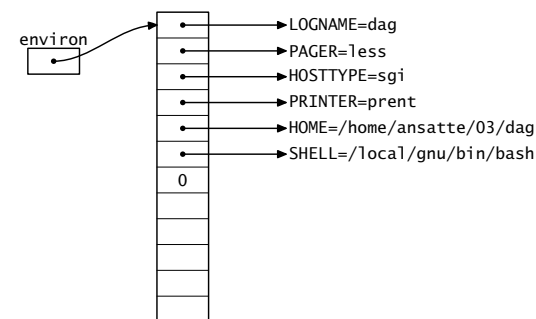 environ
LOGNAME=dag
PAGER=less
HOSTTYPE=sgi
PRINTER=prent
HOME=/home/ansatte/03/dag
SHELL=/local/gnu/bin/bash
0